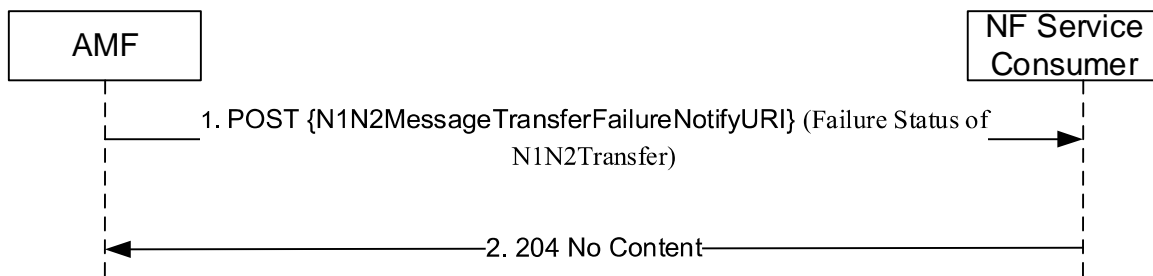 AMF
NF Service
Consumer
1. POST {N1N2MessageTransferFailureNotifyURI} (Failure Status of
N1N2Transfer)
2. 204 No Content